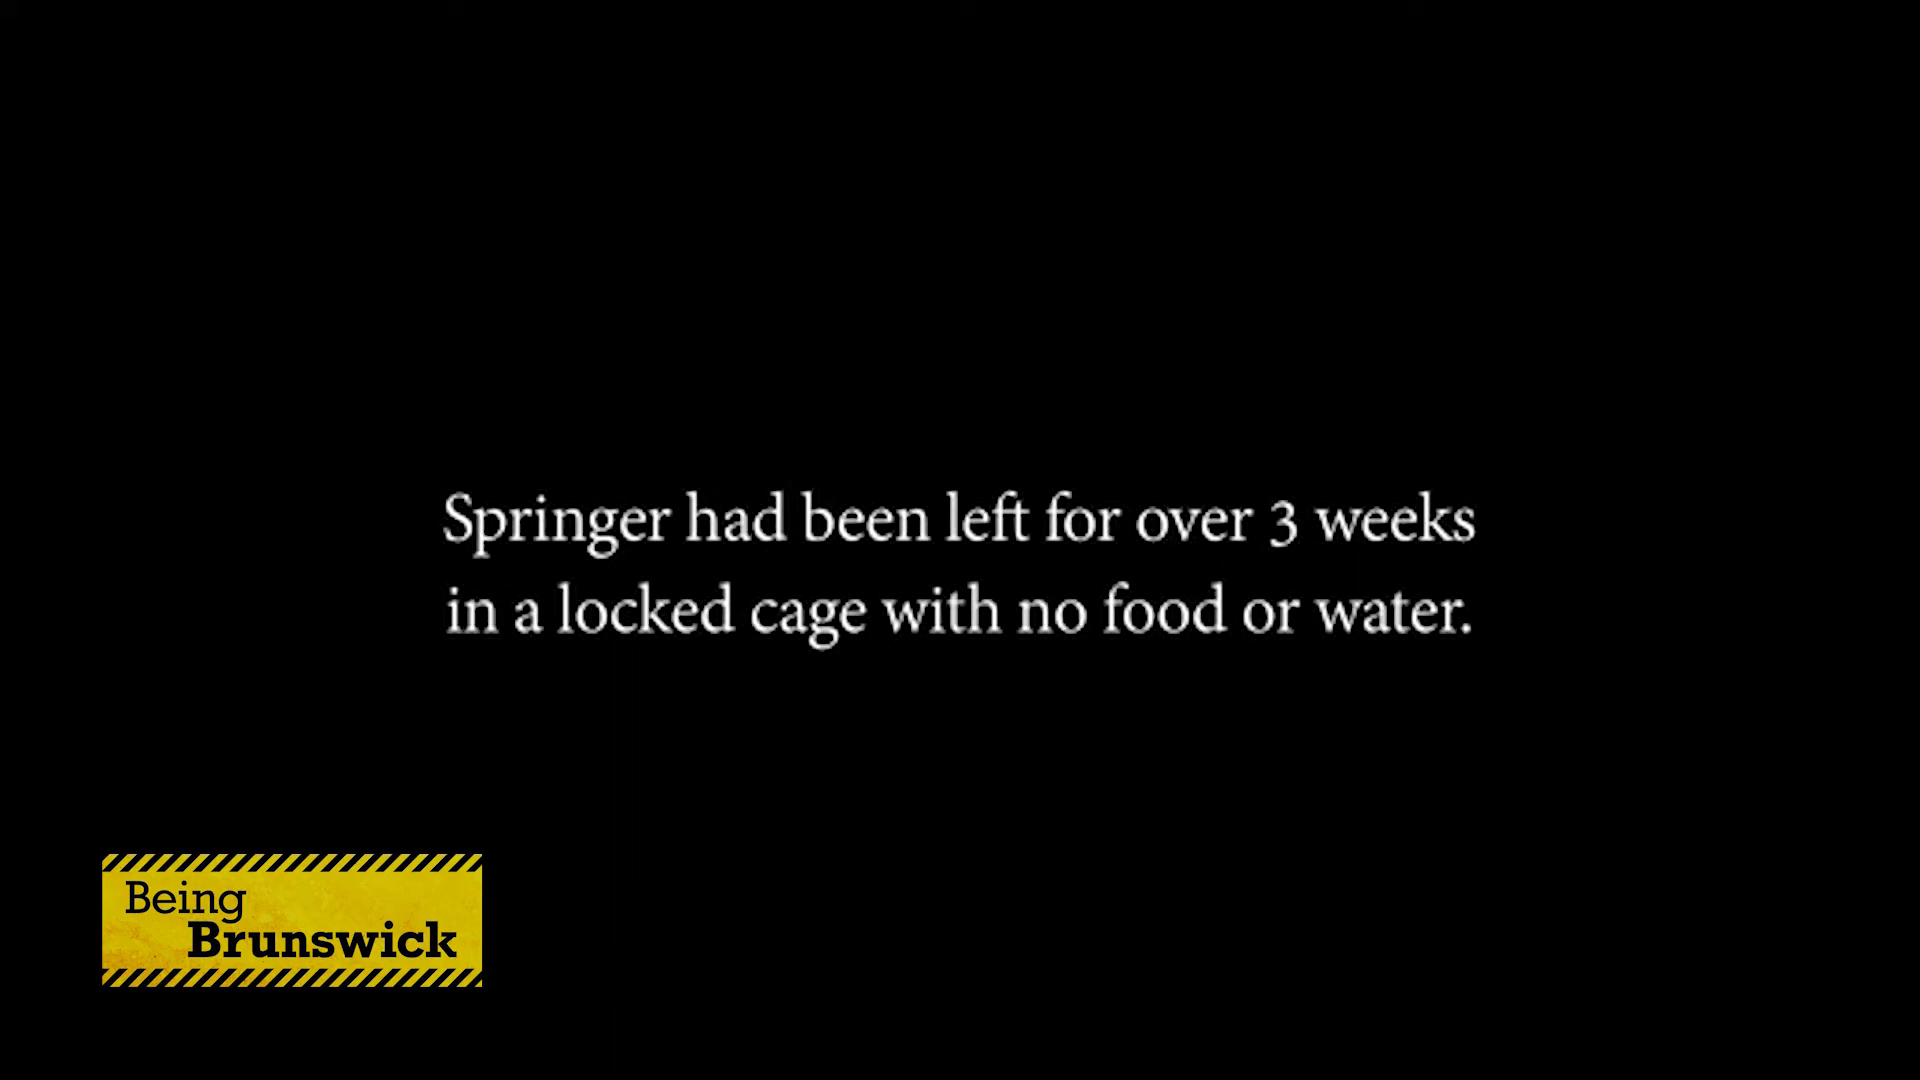 Springer had been left for over 3 weeks
in a locked cage with no food or water.
Being
Brunswick